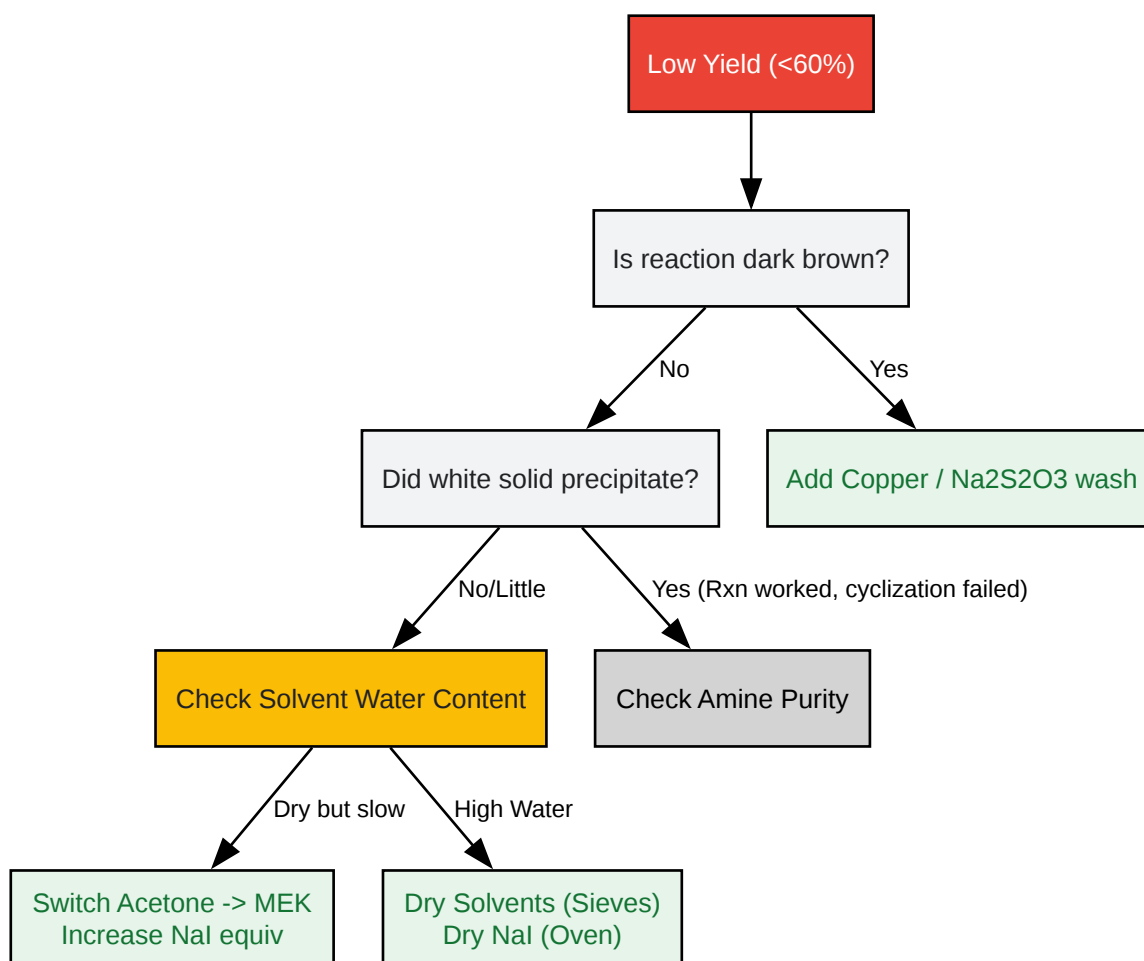 Low Yield (<60%)
Is reaction dark brown?
No
Yes
Did white solid precipitate?
Add Copper / Na2S2O3 wash
No/Little
Yes (Rxn worked, cyclization failed)
Check Solvent Water Content
Check Amine Purity
Dry but slow
High Water
Switch Acetone -> MEK
Increase NaI equiv
Dry Solvents (Sieves)
Dry NaI (Oven)